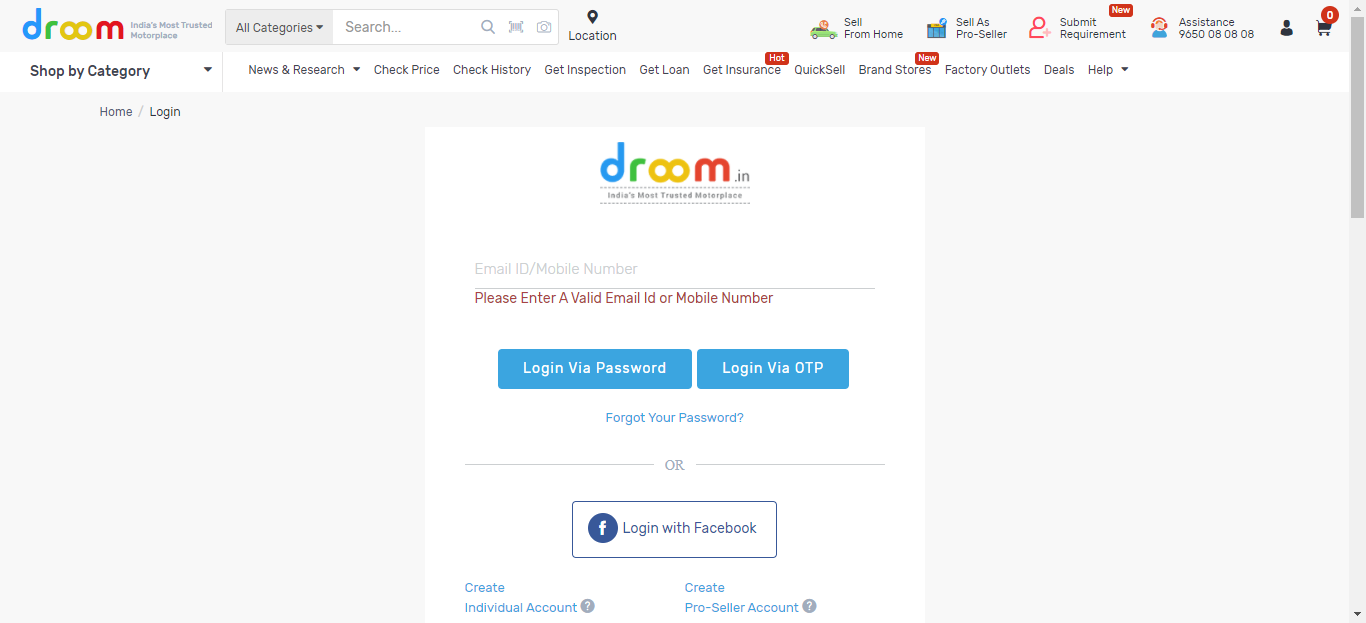 droom India's Most Trusted
Motorplace
All Categories
Search...
Location
Sell
From Home
Sell As
Pro-Seller
New
Submit
Requirement
Assistance
9650 08 08 08
0
Shop by Category
News & Research
Check Price
Check History
Get Inspection
Get Loan
Get Insurance
Hot
QuickSell
Brand Stores
New
Factory Outlets
Deals
Help
Home / Login
droom.in
India's Most Trusted Motorplace
Email ID/Mobile Number
Please Enter A Valid Email Id or Mobile Number
Login Via Password
Login Via OTP
Forgot Your Password?
OR
f Login with Facebook
Create
Individual Account ?
Create
Pro-Seller Account ?